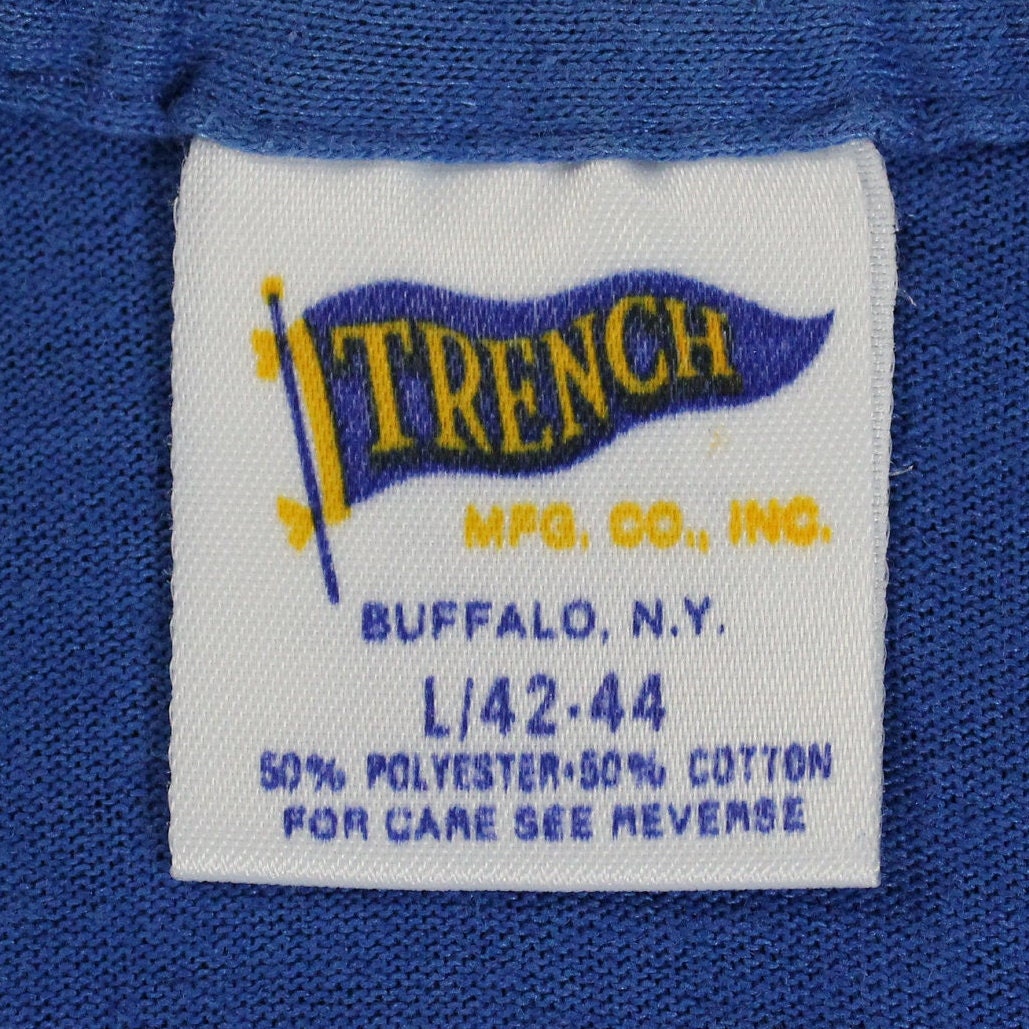 TRENCH
MFG. CO., INC.
BUFFALO, N.Y.
L/42-44
50% POLYESTER•50% COTTON
FOR CARE SEE REVERSE